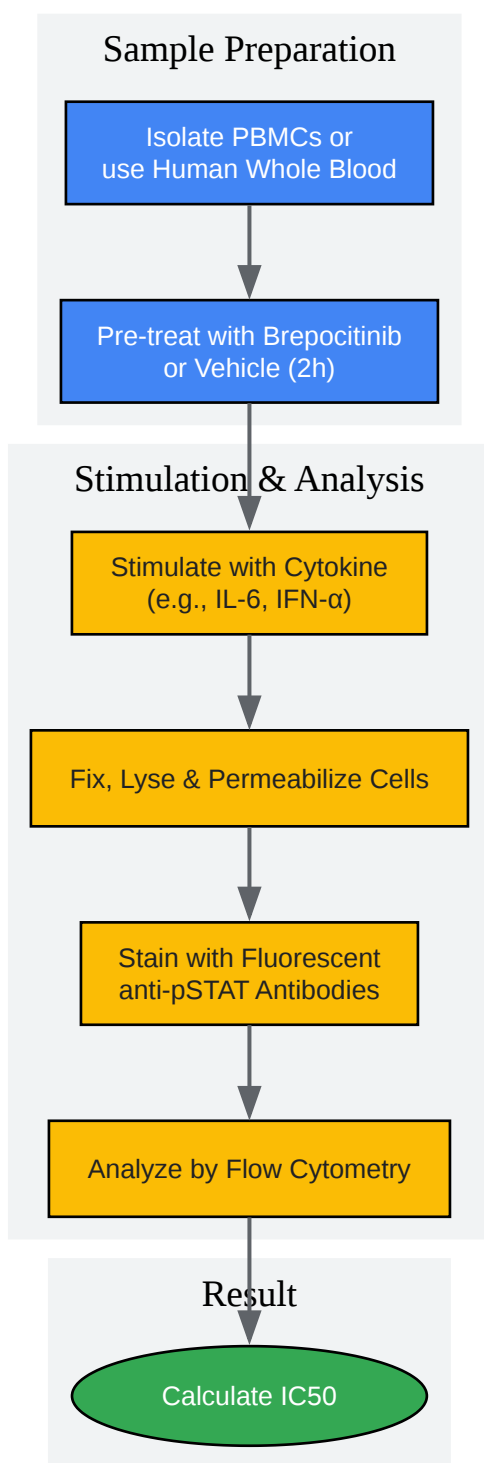 Sample Preparation
Isolate PBMCs or
use Human Whole Blood
Pre-treat with Brepocitinib
or Vehicle (2h)
Stimulation & Analysis
Stimulate with Cytokine
(e.g., IL-6, IFN-α)
Fix, Lyse & Permeabilize Cells
Stain with Fluorescent
anti-pSTAT Antibodies
Analyze by Flow Cytometry
Result
Calculate IC50